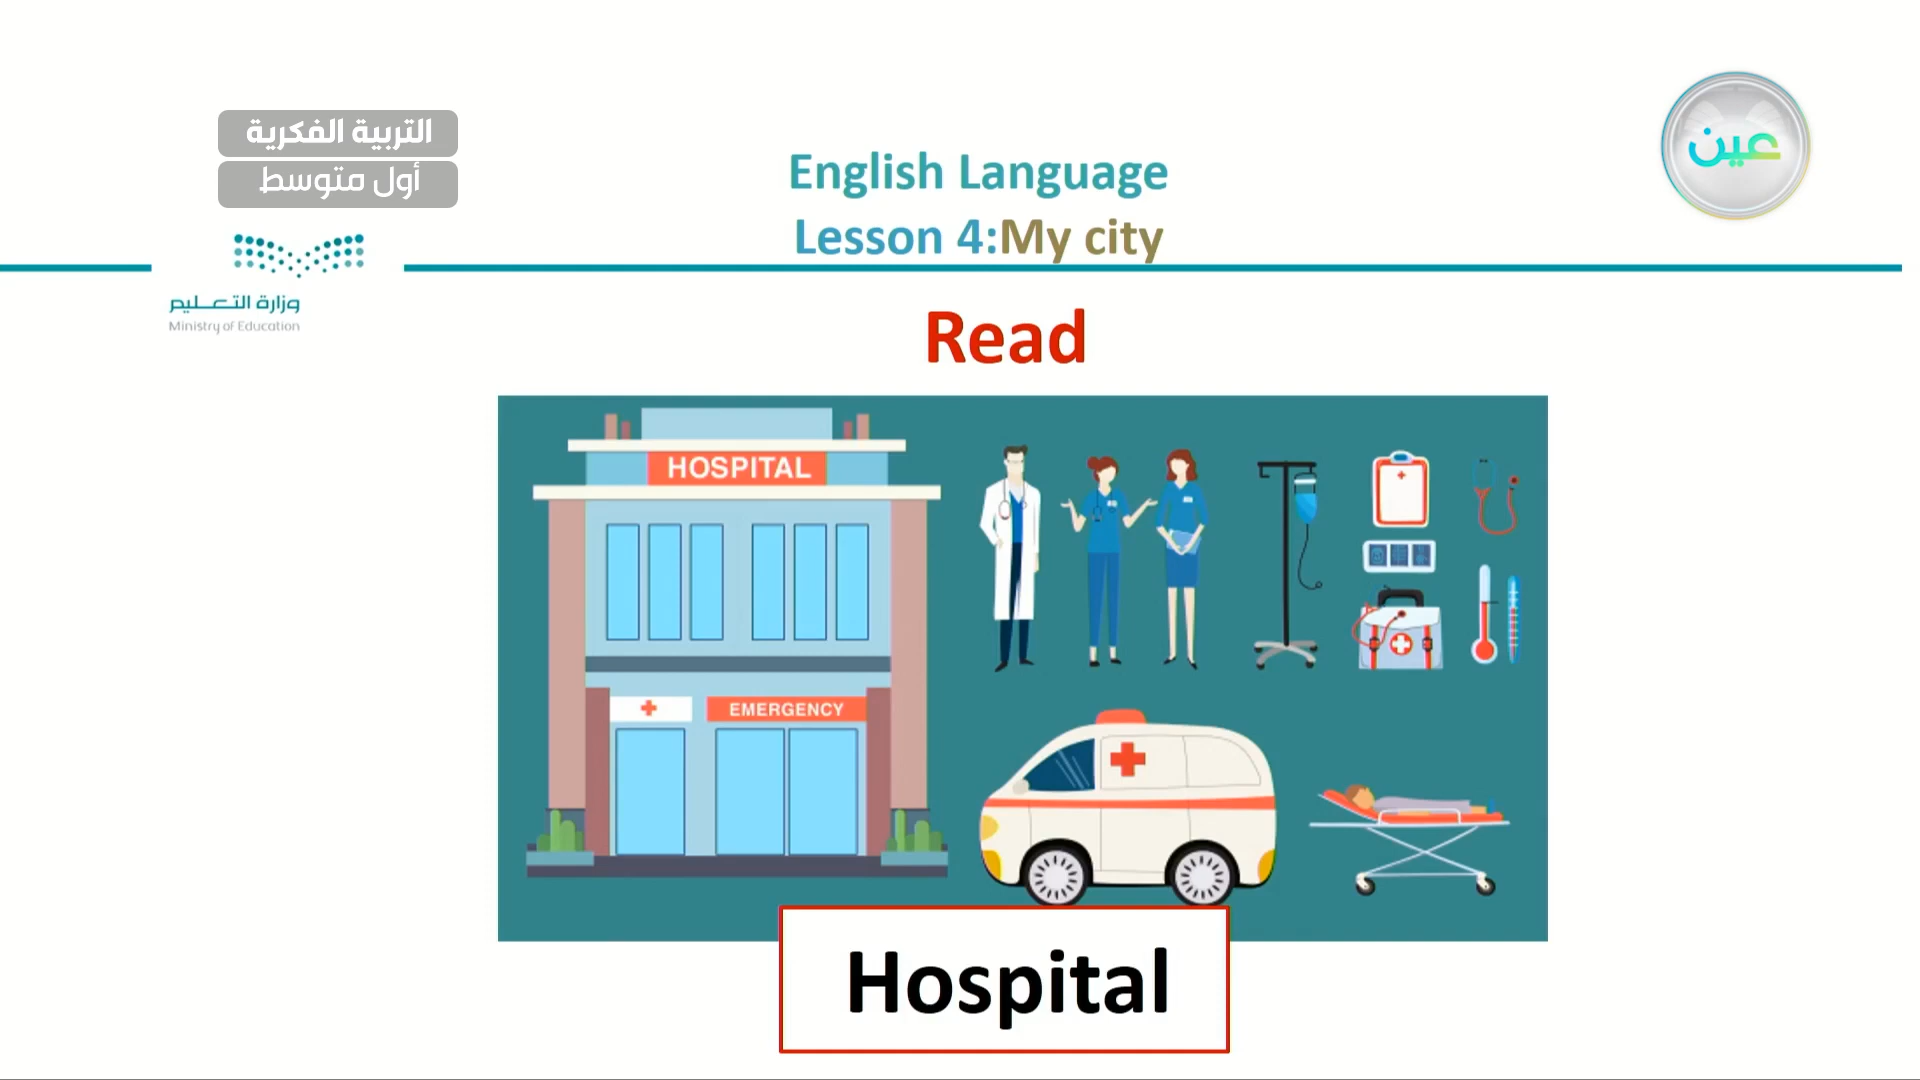 التربية الفكرية
أول متوسط
عين
English Language
Lesson 4:My city
وزارة التعليم
Ministry of Education
Read
HOSPITAL
EMERGENCY
Hospital